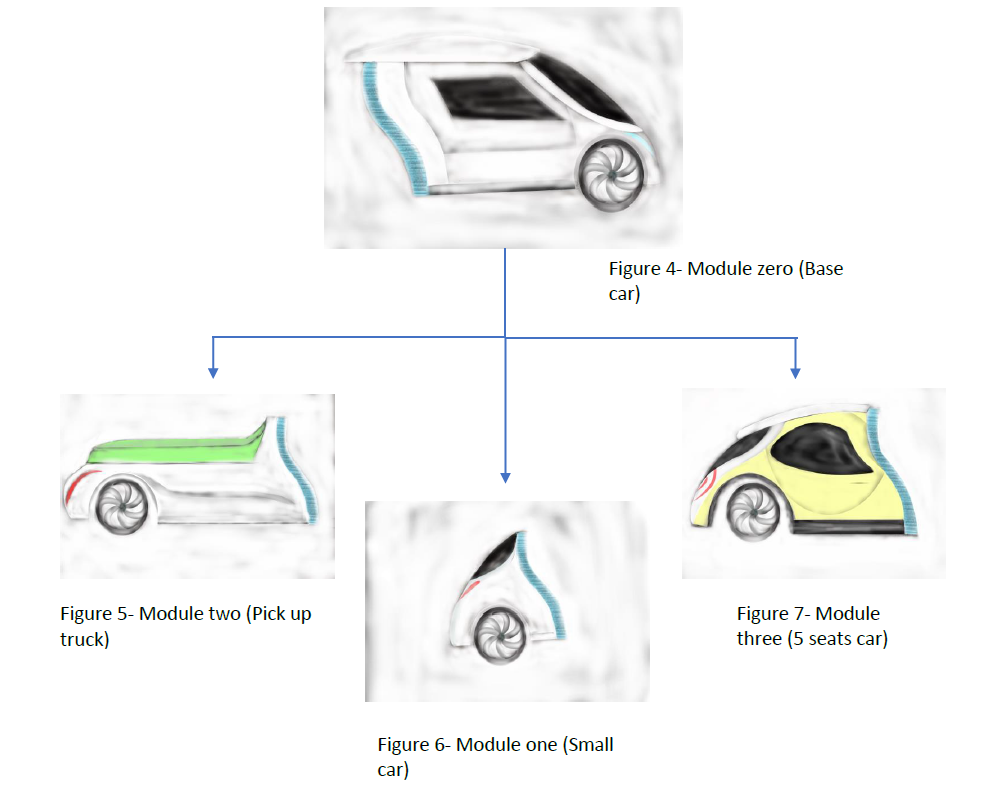 Figure 4- Module zero (Base
car)
Figure 5- Module two (Pick up
truck)
Figure 6- Module one (Small
car)
Figure 7- Module
three (5 seats car)